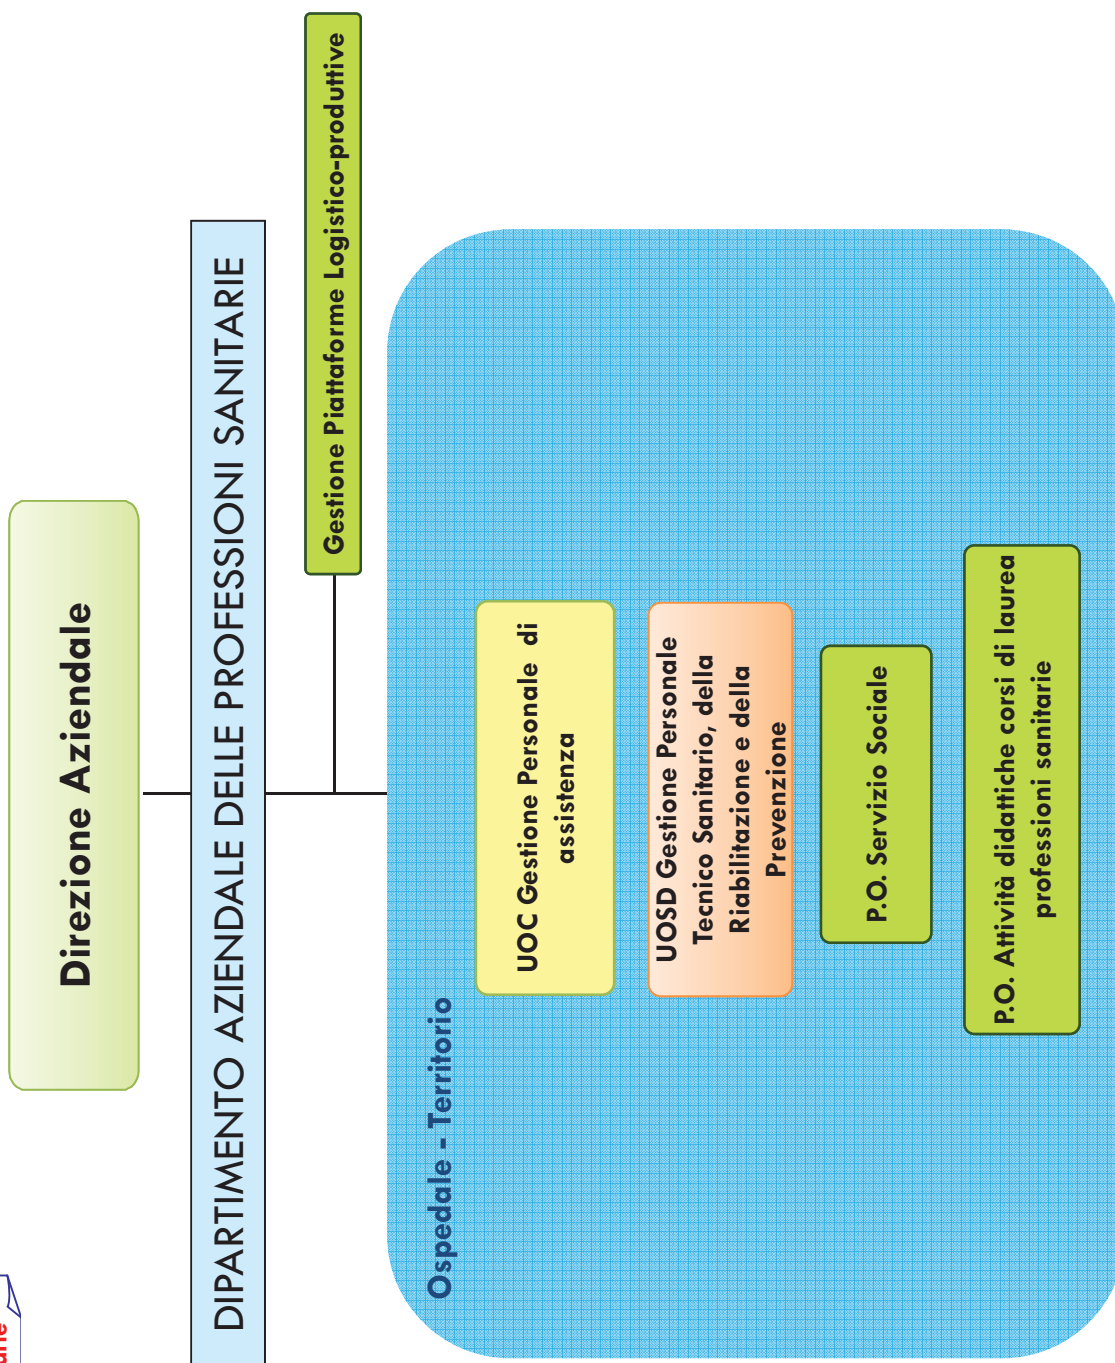 Direzione Aziendale
DIPARTIMENTO AZIENDALE DELLE PROFESSIONI SANITARIE
Gestione Piattaforme Logistico-produttive
Ospedale - Territorio
UOC Gestione Personale di
assistenza
UOSD Gestione Personale
Tecnico Sanitario, della
Riabilitazione e della
Prevenzione
P.O. Servizio Sociale
P.O. Attività didattiche corsi di laurea
professioni sanitarie